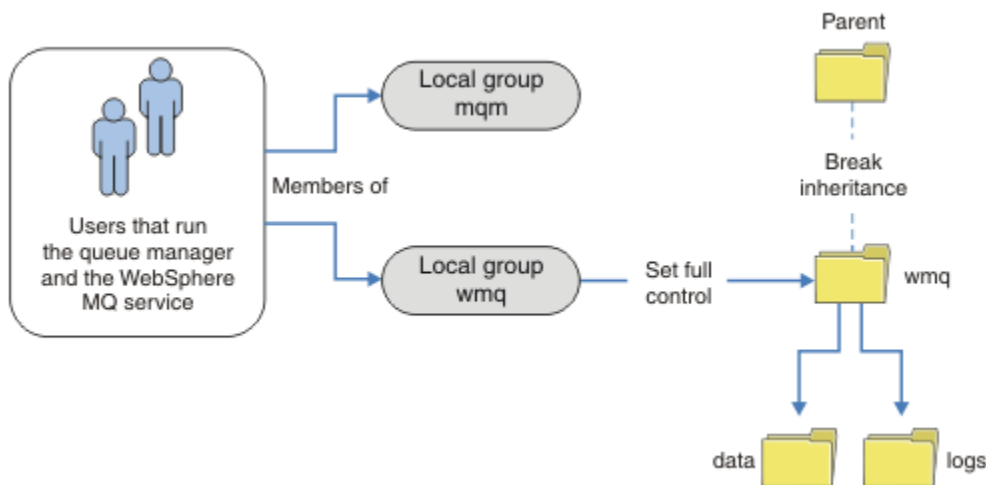 Parent
Local group
mqm
Break
inheritance
Members of
Users that run
the queue manager
and the WebSphere
MQ service
Local group
wmq
Set full
control
wmq
data
logs